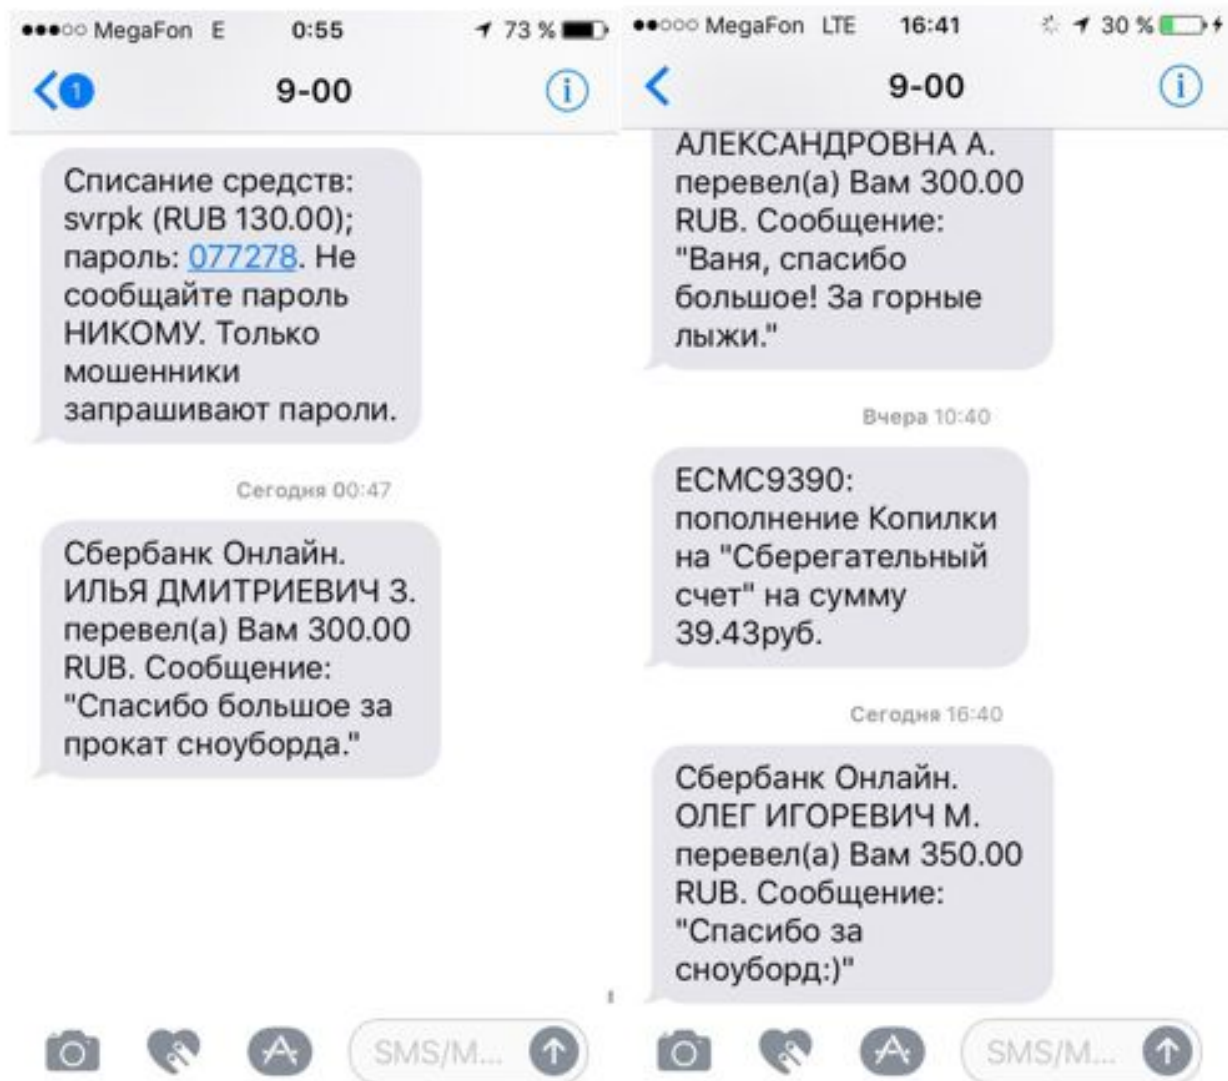 MegaFon E 0:55 73 %
1 9-00
Списание средств:
svrpk (RUB 130.00);
пароль: 077278. Не
сообщайте пароль
НИКОМУ. Только
мошенники
запрашивают пароли.
Сегодня 00:47
Сбербанк Онлайн.
ИЛЬЯ ДМИТРИЕВИЧ З.
перевел(а) Вам 300.00
RUB. Сообщение:
"Спасибо большое за
прокат сноуборда."
SMS/M...
MegaFon LTE 16:41 30 %
9-00
АЛЕКСАНДРОВНА А.
перевел(а) Вам 300.00
RUB. Сообщение:
"Ваня, спасибо
большое! За горные
лыжи."
Вчера 10:40
ECMC9390:
пополнение Копилки
на "Сберегательный
счет" на сумму
39.43руб.
Сегодня 16:40
Сбербанк Онлайн.
ОЛЕГ ИГОРЕВИЧ М.
перевел(а) Вам 350.00
RUB. Сообщение:
"Спасибо за
сноуборд:)"
SMS/M...